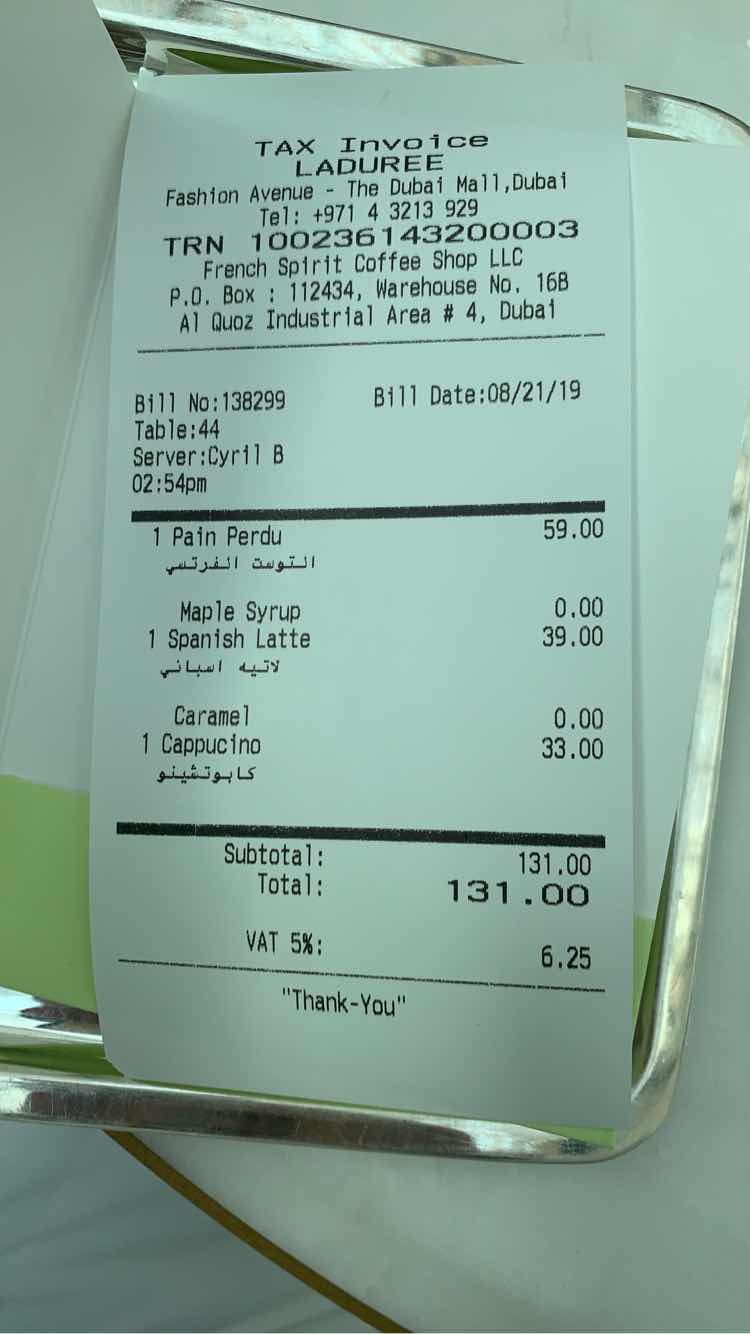 TAX Invoice
LADUREE
Fashion Avenue - The Dubai Mall,Dubai
Tel: +971 4 3213 929
TRN 100236143200003
French Spirit Coffee Shop LLC
P.O. Box : 112434, Warehouse No. 16B
Al Quoz Industrial Area # 4, Dubai
Bill No:138299 Bill Date:08/21/19
Table:44
Server:Cyril B
02:54pm
1 Pain Perdu 59.00
التوست الفرتسي
Maple Syrup 0.00
1 Spanish Latte 39.00
لاتيه اسباني
Caramel 0.00
1 Cappucino 33.00
كابوتشينو
Subtotal: 131.00
Total: 131.00
VAT 5%: 6.25
"Thank-You"